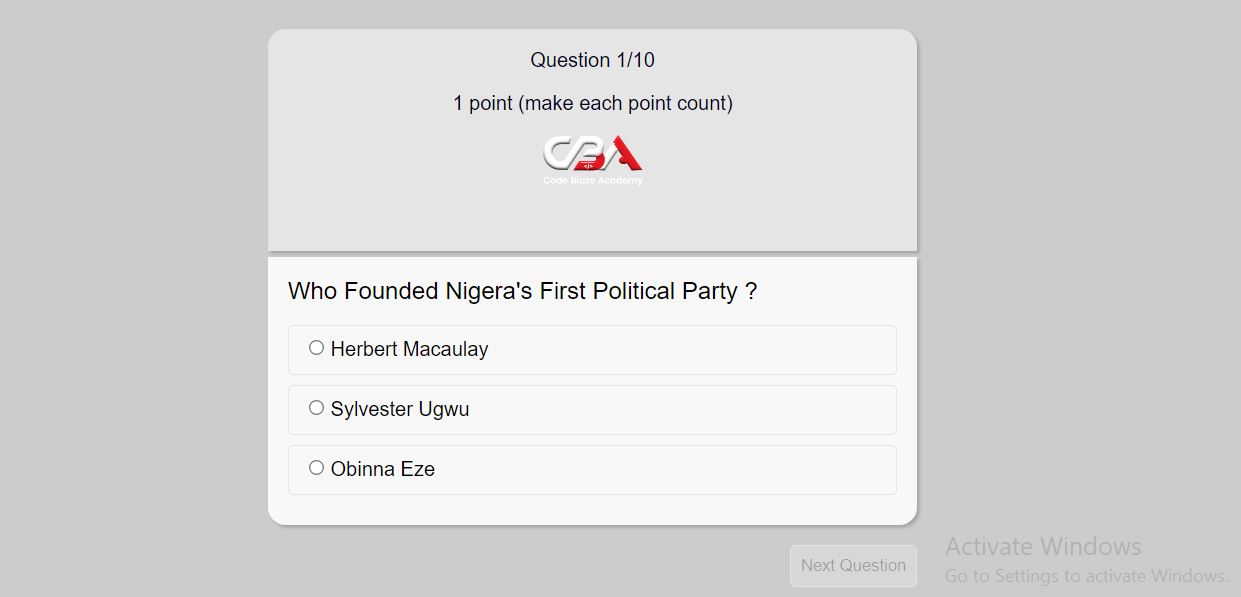 Question 1/10
1 point (make each point count)
CBA
</>
Code Blaze Academy
Who Founded Nigera's First Political Party ?
Herbert Macaulay
Sylvester Ugwu
Obinna Eze
Next Question
Activate Windows
Go to Settings to activate Windows.